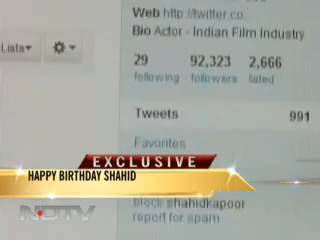 Web http://twitter.co...
Bio Actor - Indian Film Industry
Lists
29 92,323 2,666
following followers listed
Tweets 991
Favorites
EXCLUSIVE
HAPPY BIRTHDAY SHAHID
NDTV
block shahidkapoor
report for spam